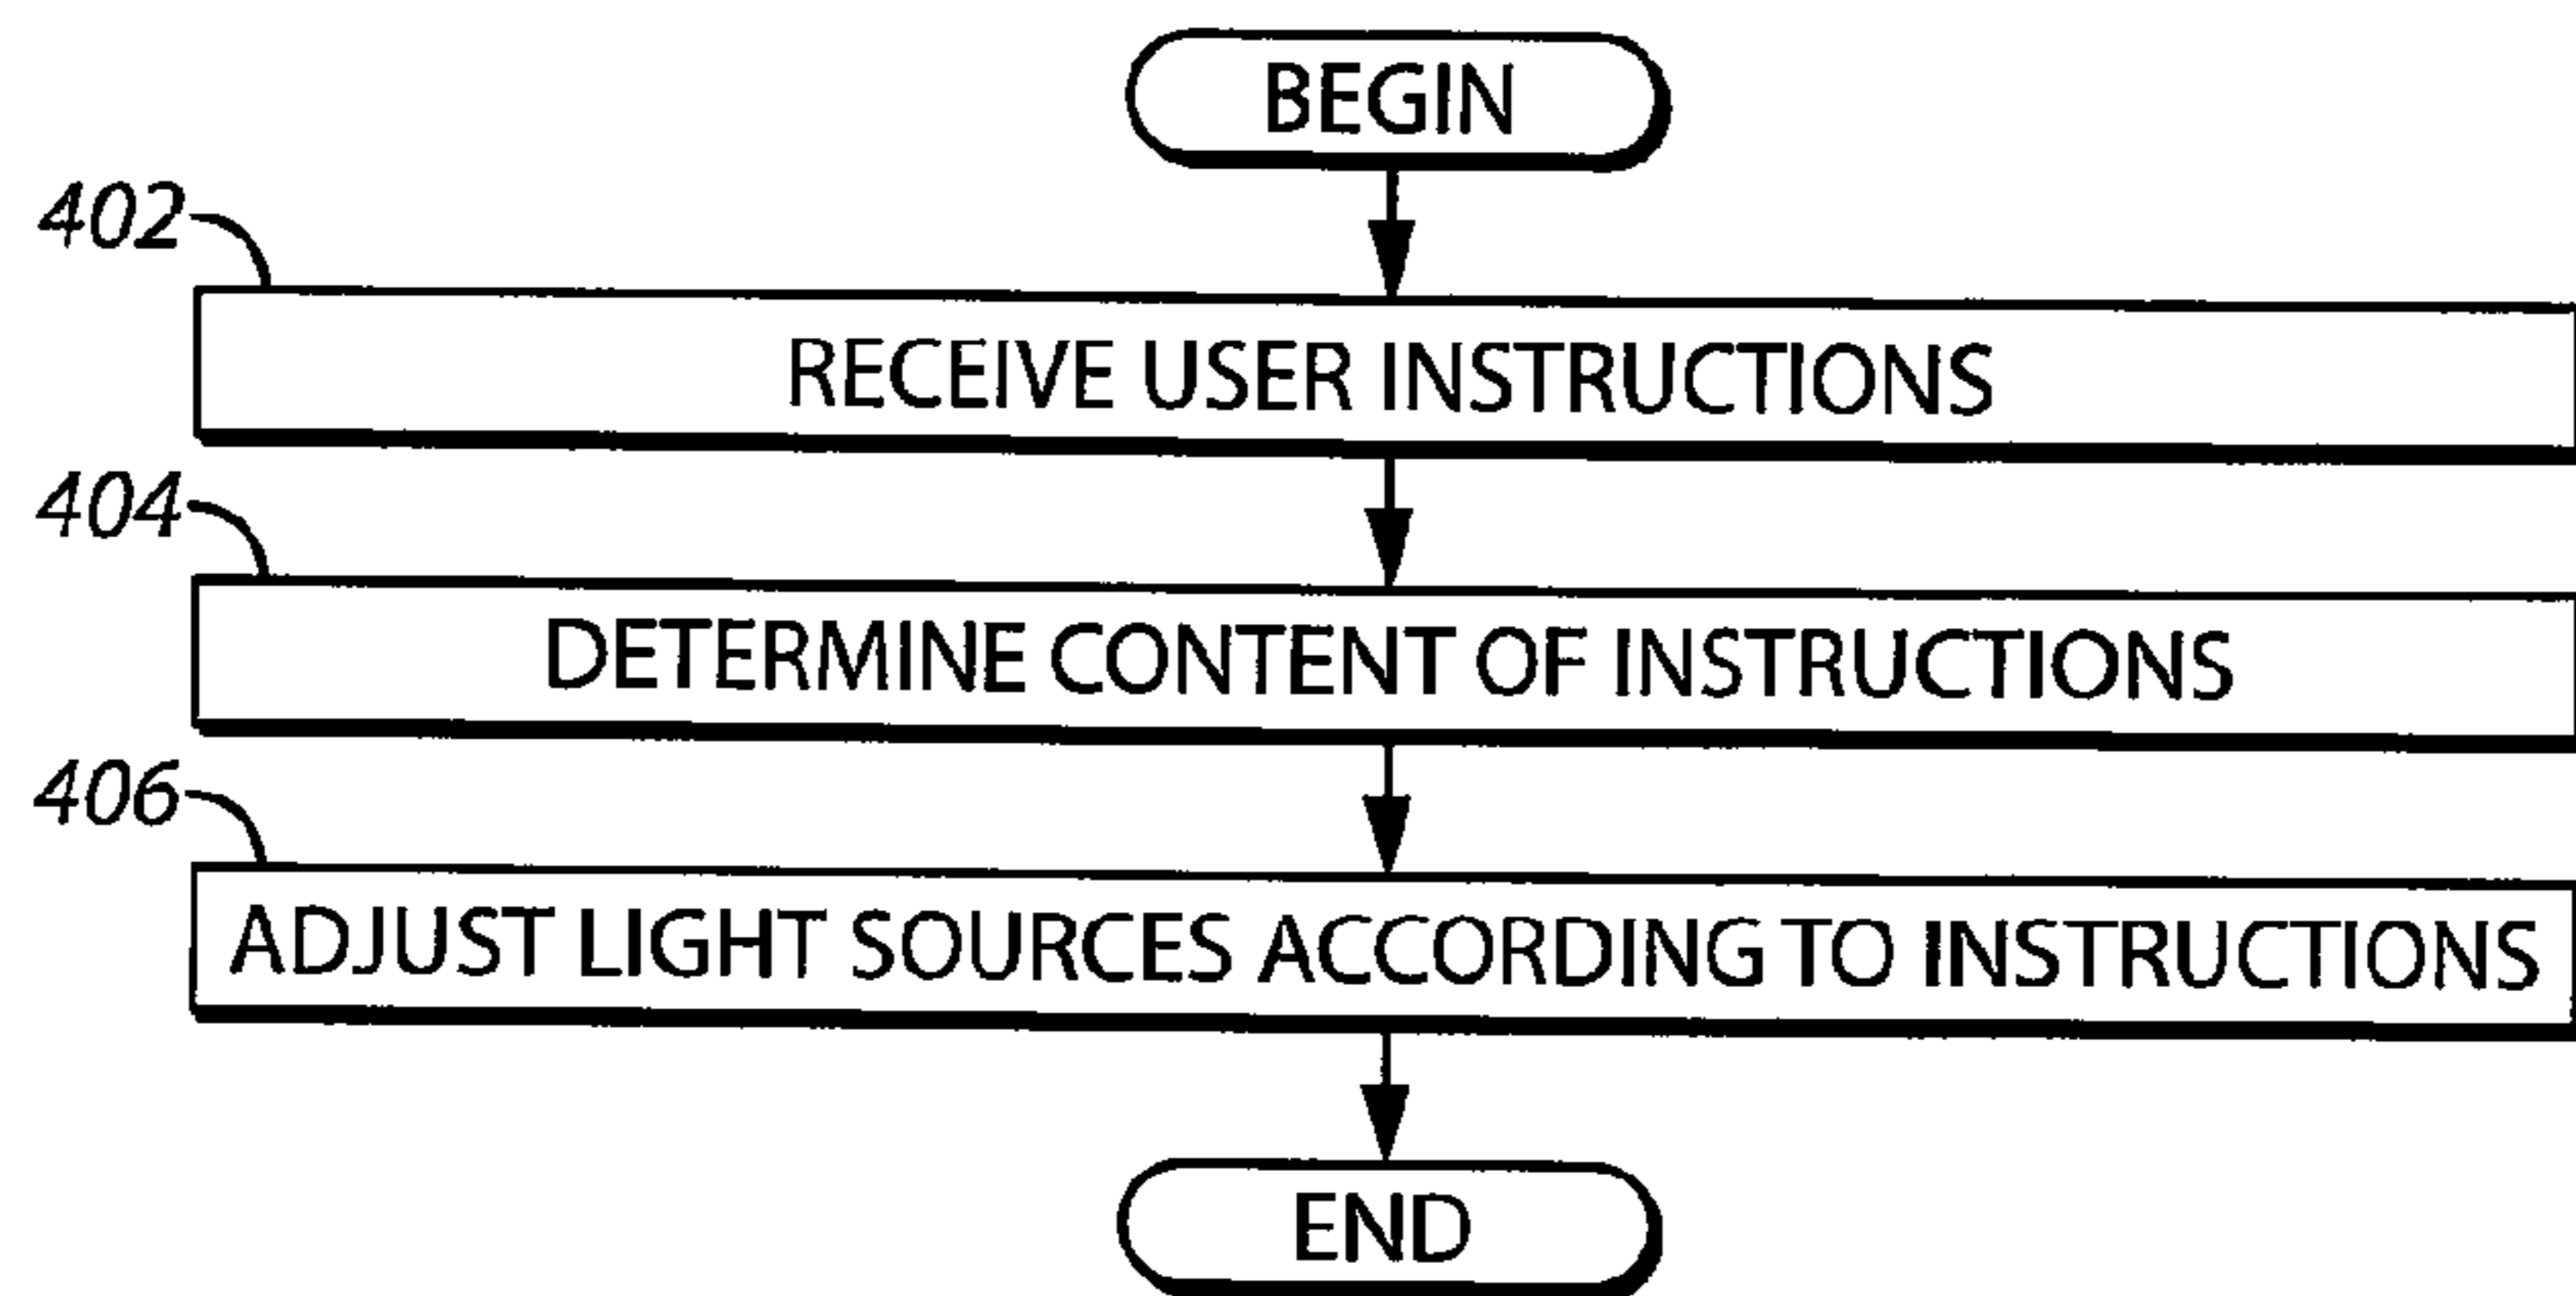 BEGIN
402
RECEIVE USER INSTRUCTIONS
404
DETERMINE CONTENT OF INSTRUCTIONS
406
ADJUST LIGHT SOURCES ACCORDING TO INSTRUCTIONS
END